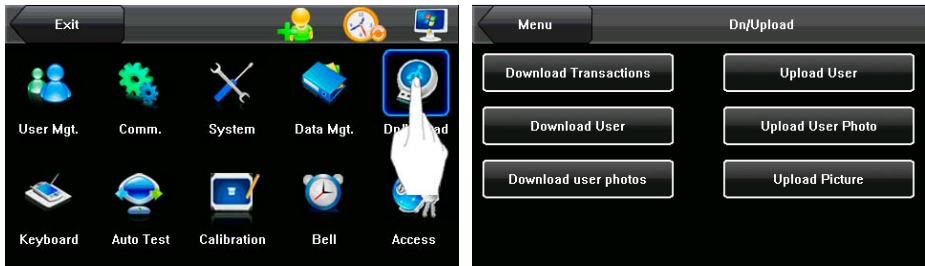 Exit
User Mgt. Comm. System Data Mgt.
Keyboard Auto Test Calibration Bell Access
Menu Dn/Upload
Download Transactions Upload User
Download User Upload User Photo
Download user photos Upload Picture